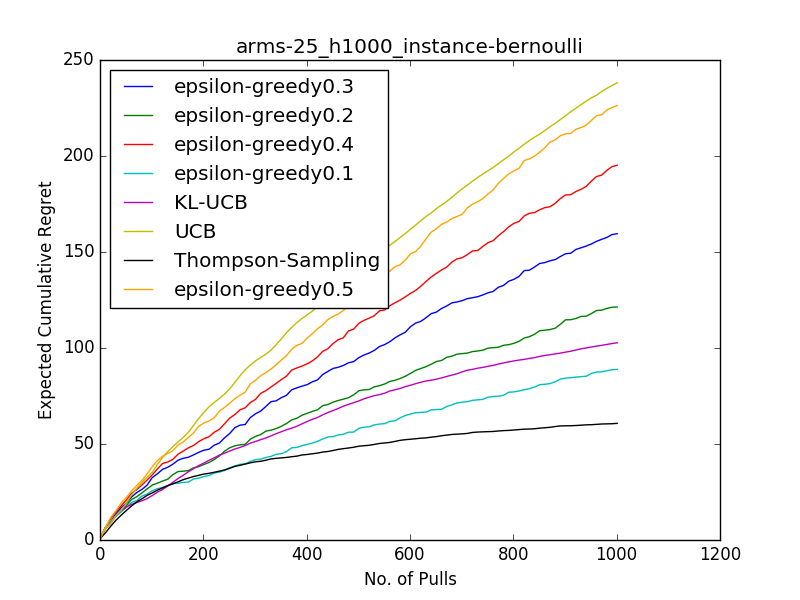 arms-25_h1000_instance-bernoulli
250
200
150
100
50
0
Expected Cumulative Regret
epsilon-greedy0.3
epsilon-greedy0.2
epsilon-greedy0.4
epsilon-greedy0.1
KL-UCB
UCB
Thompson-Sampling
epsilon-greedy0.5
0 200 400 600 800 1000 1200
No. of Pulls